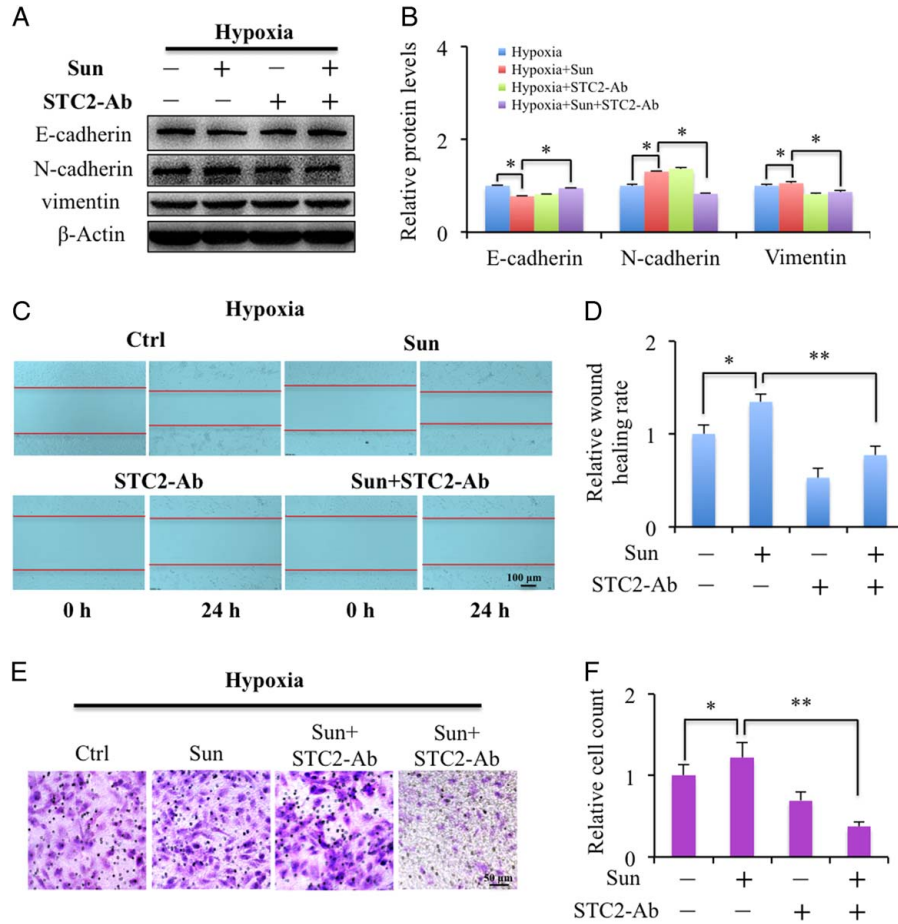 A
Hypoxia
Sun − + − +
STC2-Ab − − + +
E-cadherin
N-cadherin
vimentin
β-Actin
B
Relative protein levels
4
2
0
Hypoxia
Hypoxia+Sun
Hypoxia+STC2-Ab
Hypoxia+Sun+STC2-Ab
* * * * * *
E-cadherin N-cadherin Vimentin
C
Hypoxia
Ctrl Sun
STC2-Ab Sun+STC2-Ab
100 μm
0 h 24 h 0 h 24 h
D
Relative wound
healing rate
2
1
0
* **
Sun − + − +
STC2-Ab − − + +
E
Hypoxia
Ctrl Sun Sun+ Sun+
STC2-Ab STC2-Ab
50 μm
F
Relative cell count
2
1
0
* **
Sun − + − +
STC2-Ab − − + +